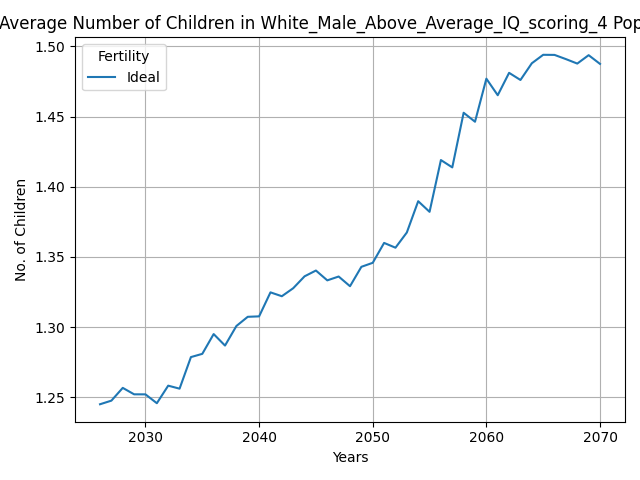 Average Number of Children in White_Male_Above_Average_IQ_scoring_4 Pop
Fertility
Ideal
1.50
1.45
1.40
1.35
1.30
1.25
No. of Children
2030 2040 2050 2060 2070
Years